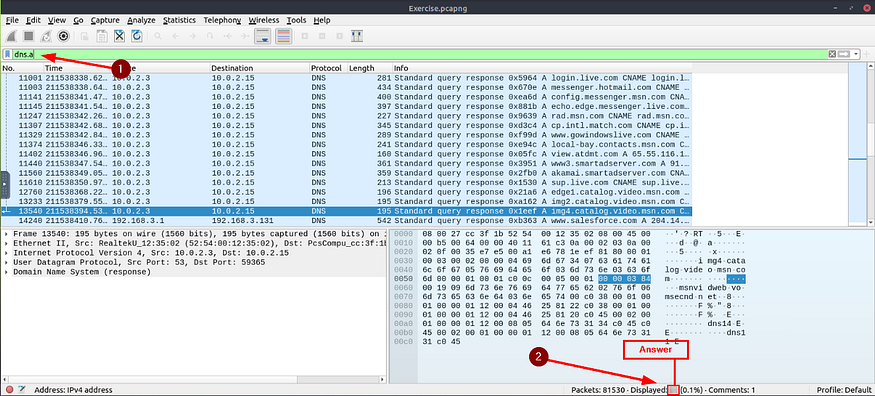 Exercise.pcapng
File Edit View Go Capture Analyze Statistics Telephony Wireless Tools Help
dns.a
1
No. Time Destination Protocol Length Info
11001 211538338.62… 10.0.2.3 10.0.2.15 DNS 281 Standard query response 0x5964 A login.live.com CNAME login.l…
11003 211538338.64… 10.0.2.3 10.0.2.15 DNS 434 Standard query response 0x670e A messenger.hotmail.com CNAME …
11141 211538341.47… 10.0.2.3 10.0.2.15 DNS 400 Standard query response 0xea6d A config.messenger.msn.com CNA…
11145 211538341.54… 10.0.2.3 10.0.2.15 DNS 397 Standard query response 0x881b A echo.edge.messenger.live.com…
11247 211538342.26… 10.0.2.3 10.0.2.15 DNS 227 Standard query response 0x9639 A rad.msn.com CNAME rad.msn.co…
11307 211538342.68… 10.0.2.3 10.0.2.15 DNS 345 Standard query response 0xd3c4 A cp.intl.match.com CNAME cp.i…
11329 211538342.84… 10.0.2.3 10.0.2.15 DNS 289 Standard query response 0xf99d A www.gowindowslive.com CNAME …
11374 211538346.33… 10.0.2.3 10.0.2.15 DNS 241 Standard query response 0xe94c A local-bay.contacts.msn.com C…
11402 211538346.96… 10.0.2.3 10.0.2.15 DNS 160 Standard query response 0x05fc A view.atdmt.com A 65.55.116.1…
11440 211538347.54… 10.0.2.3 10.0.2.15 DNS 261 Standard query response 0x3951 A www3.smartadserver.com A 91.…
11560 211538349.05… 10.0.2.3 10.0.2.15 DNS 359 Standard query response 0x2fb0 A akamai.smartadserver.com CNA…
11610 211538350.97… 10.0.2.3 10.0.2.15 DNS 213 Standard query response 0x1530 A sup.live.com CNAME sup.live.…
12760 211538368.22… 10.0.2.3 10.0.2.15 DNS 196 Standard query response 0x21a6 A edge1.catalog.video.msn.com …
13233 211538379.55… 10.0.2.3 10.0.2.15 DNS 195 Standard query response 0xa162 A img2.catalog.video.msn.com C…
13540 211538394.53… 10.0.2.3 10.0.2.15 DNS 195 Standard query response 0x1eef A img4.catalog.video.msn.com C…
14240 211538410.76… 192.168.3.1 192.168.3.131 DNS 542 Standard query response 0xb363 A www.salesforce.com A 204.14…
Frame 13540: 195 bytes on wire (1560 bits), 195 bytes captured (1560 bits) on i
Ethernet II, Src: RealtekU_12:35:02 (52:54:00:12:35:02), Dst: PcsCompu_cc:3f:1b
Internet Protocol Version 4, Src: 10.0.2.3, Dst: 10.0.2.15
User Datagram Protocol, Src Port: 53, Dst Port: 59365
Domain Name System (response)
0000 08 00 27 cc 3f 1b 52 54 00 12 35 02 08 00 45 00
0010 00 b5 00 64 00 00 40 11 61 c3 0a 00 02 03 0a 00
0020 02 0f 00 35 e7 e5 00 a1 e6 78 1e ef 81 80 00 01
0030 00 03 00 02 00 00 04 69 6d 67 34 07 63 61 74 61
0040 6c 6f 67 05 76 69 64 65 6f 03 6d 73 6e 03 63 6f
0050 6d 00 00 01 00 01 c0 0c 00 05 00 01 00 00 03 84
0060 00 19 09 6d 73 6e 76 69 64 77 65 62 02 76 6f 06
0070 6d 73 65 63 6e 64 03 6e 65 74 00 c0 38 00 01 00
0080 01 00 00 01 12 00 04 46 25 81 22 c0 38 00 01 00
0090 01 00 00 01 12 00 04 46 25 81 20 c0 45 00 02 00
00a0 01 00 00 01 12 00 08 05 64 6e 73 31 34 c0 45 c0
00b0 45 00 02 00 01 00 00 01 12 00 08 05 64 6e 73 31
00c0 31 c0 45
Answer
2
Address: IPv4 address Packets: 81530 · Displayed: (0.1%) · Comments: 1 Profile: Default